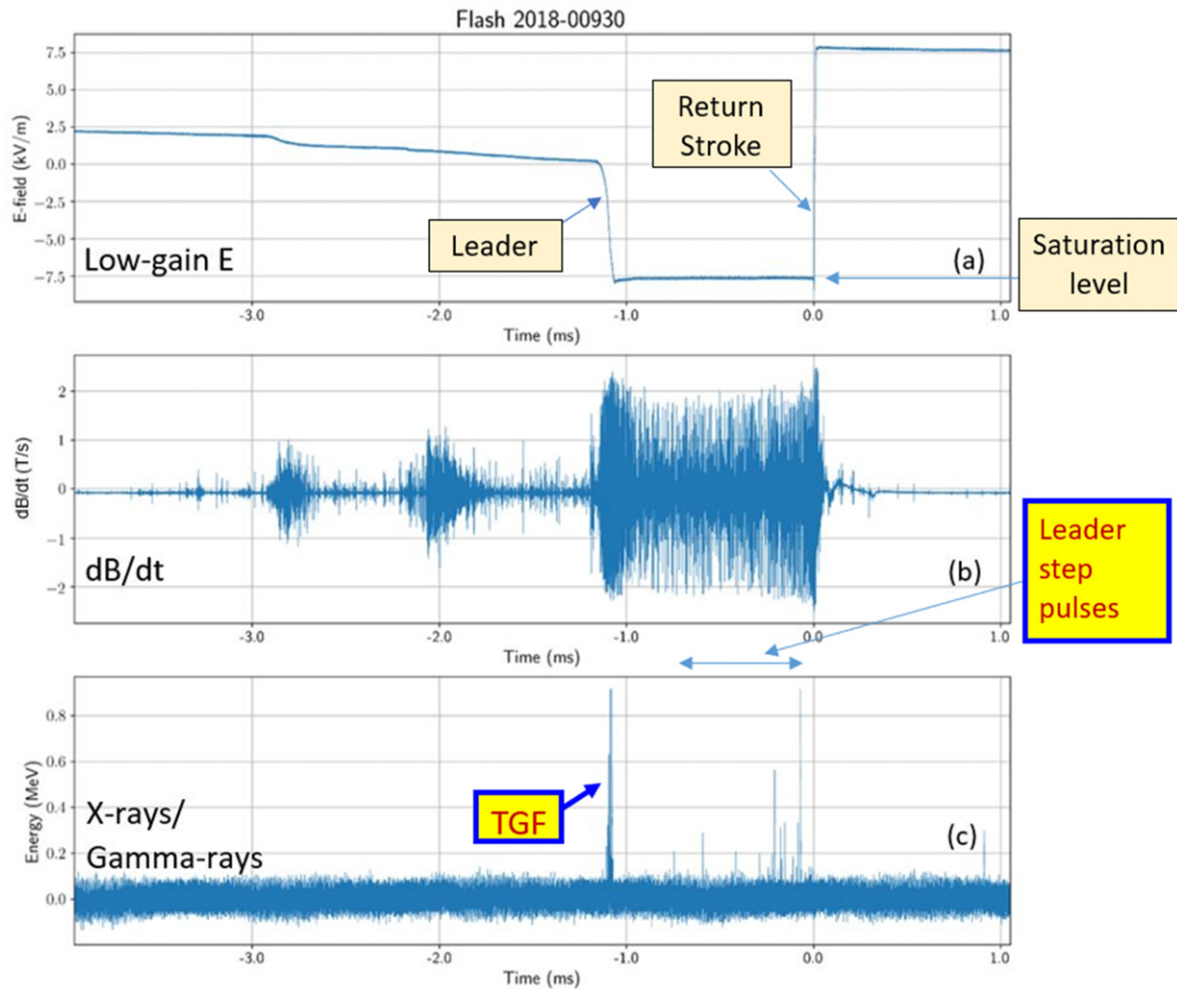 Flash 2018-00930
E-field (kV/m)
7.5
5.0
2.5
0.0
-2.5
-5.0
-7.5
Return
Stroke
Leader
Saturation
level
Low-gain E
(a)
-3.0
-2.0
-1.0
0.0
1.0
Time (ms)
dB/dt (T/s)
2
1
0
−1
−2
dB/dt
(b)
Leader
step
pulses
-3.0
-2.0
-1.0
0.0
1.0
Time (ms)
Energy (MeV)
0.8
0.6
0.4
0.2
0.0
TGF
X-rays/
Gamma-rays
(c)
-3.0
-2.0
-1.0
0.0
1.0
Time (ms)